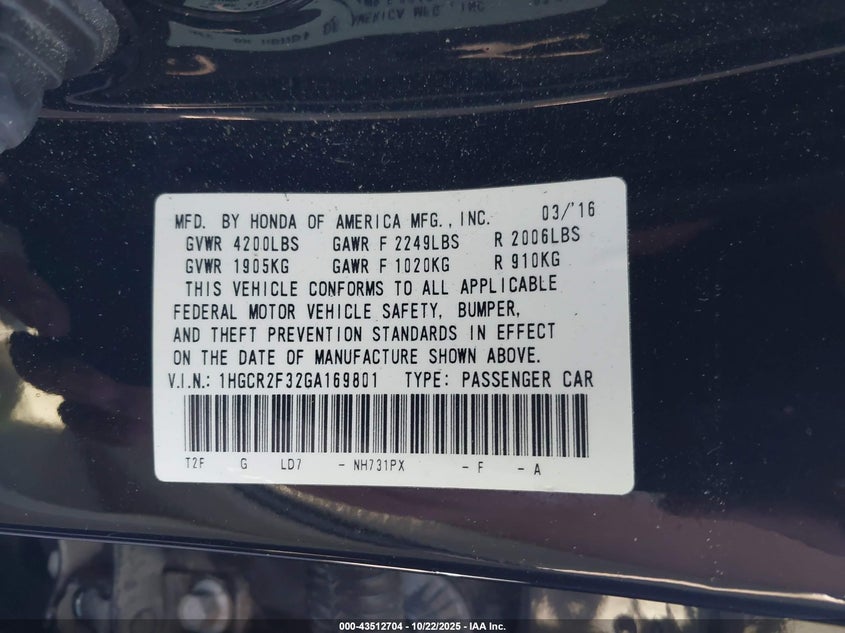 MFD. BY HONDA OF AMERICA MFG., INC. 03/'16
GVWR 4200LBS GAWR F 2249LBS R 2006LBS
GVWR 1905KG GAWR F 1020KG R 910KG
THIS VEHICLE CONFORMS TO ALL APPLICABLE
FEDERAL MOTOR VEHICLE SAFETY, BUMPER,
AND THEFT PREVENTION STANDARDS IN EFFECT
ON THE DATE OF MANUFACTURE SHOWN ABOVE.
V.I.N.: 1HGCR2F32GA169801 TYPE: PASSENGER CAR
T2F G LD7 - NH731PX - F - A
000-43512704 - 10/22/2025 - IAA Inc.